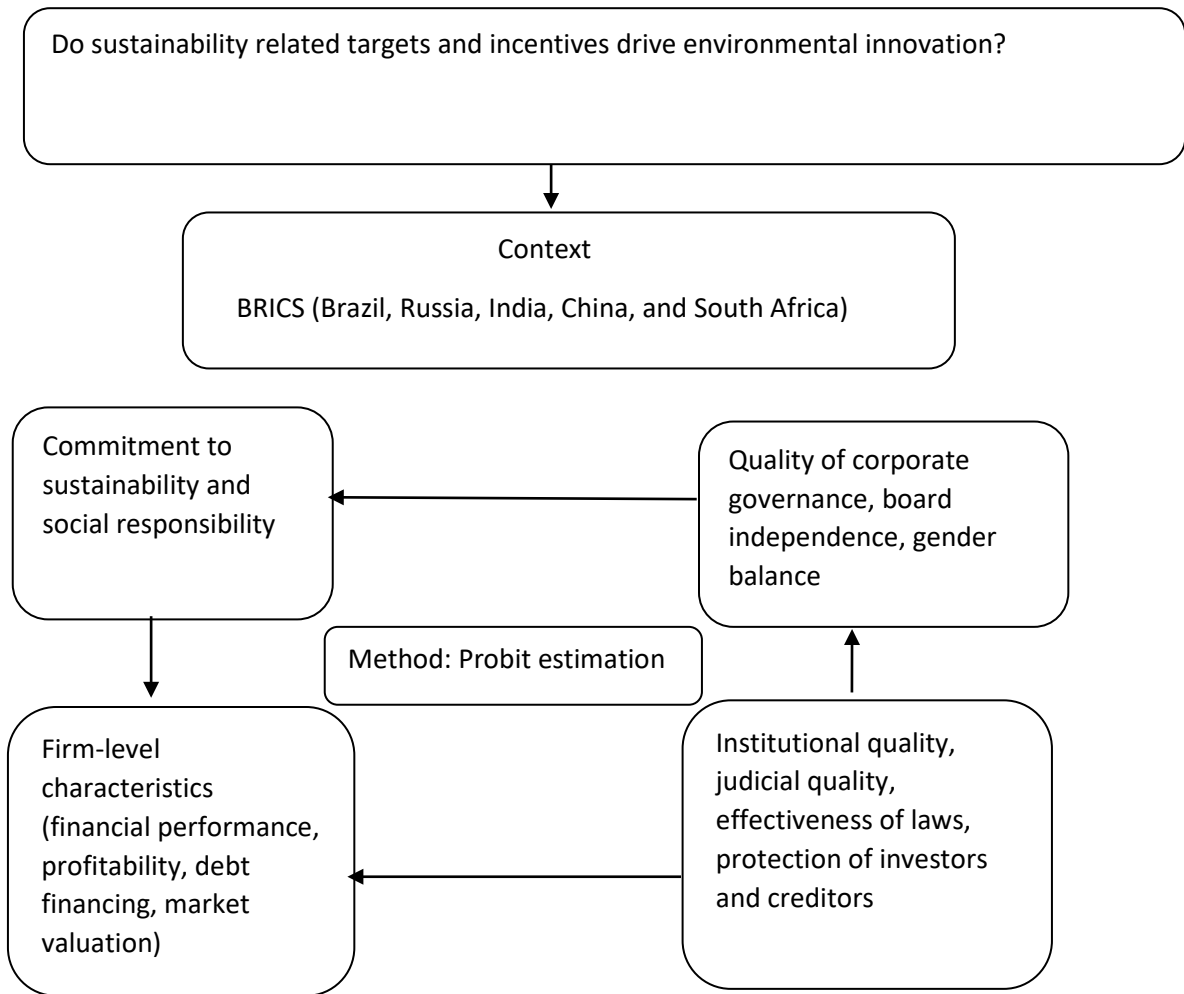 Do sustainability related targets and incentives drive environmental innovation?
Context
BRICS (Brazil, Russia, India, China, and South Africa)
Commitment to
sustainability and
social responsibility
Quality of corporate
governance, board
independence, gender
balance
Method: Probit estimation
Firm-level
characteristics
(financial performance,
profitability, debt
financing, market
valuation)
Institutional quality,
judicial quality,
effectiveness of laws,
protection of investors
and creditors